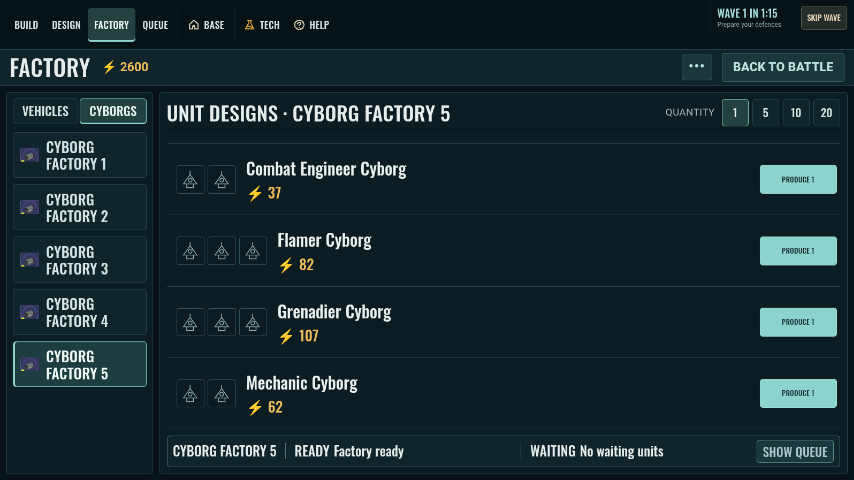 BUILD
DESIGN
FACTORY
QUEUE
BASE
TECH
HELP
WAVE 1 IN 1:15
Prepare your defences
SKIP WAVE
FACTORY
2600
BACK TO BATTLE
VEHICLES
CYBORGS
CYBORG
FACTORY 1
CYBORG
FACTORY 2
CYBORG
FACTORY 3
CYBORG
FACTORY 4
CYBORG
FACTORY 5
UNIT DESIGNS · CYBORG FACTORY 5
QUANTITY
1
5
10
20
Combat Engineer Cyborg
37
PRODUCE 1
Flamer Cyborg
82
PRODUCE 1
Grenadier Cyborg
107
PRODUCE 1
Mechanic Cyborg
62
PRODUCE 1
CYBORG FACTORY 5
READY Factory ready
WAITING No waiting units
SHOW QUEUE